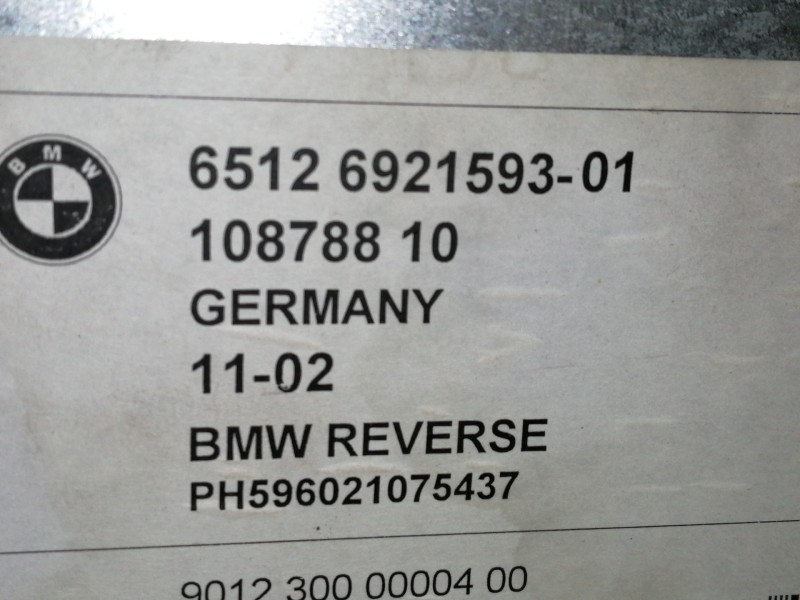 BMW
6512 6921593-01
108788 10
GERMANY
11-02
BMW REVERSE
PH596021075437
9012 300 00004 00